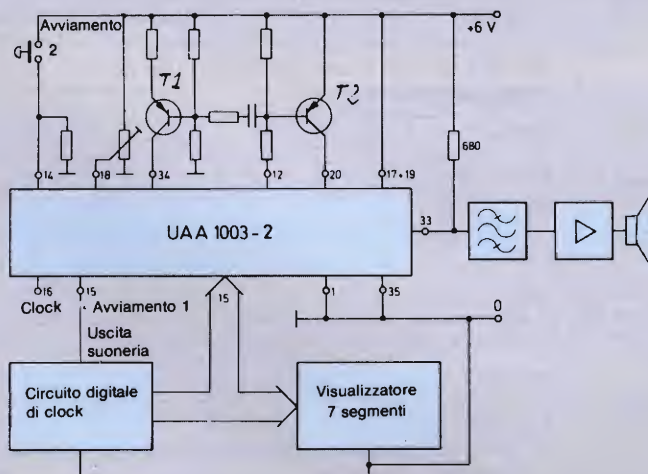 Avviamento
2
+6 V
T1
T2
680
14
18
34
12
20
17+19
UAA 1003-2
33
16
15
15
1
35
Clock
Avviamento 1
0
Uscita
suoneria
Circuito digitale
di clock
Visualizzatore
7 segmenti